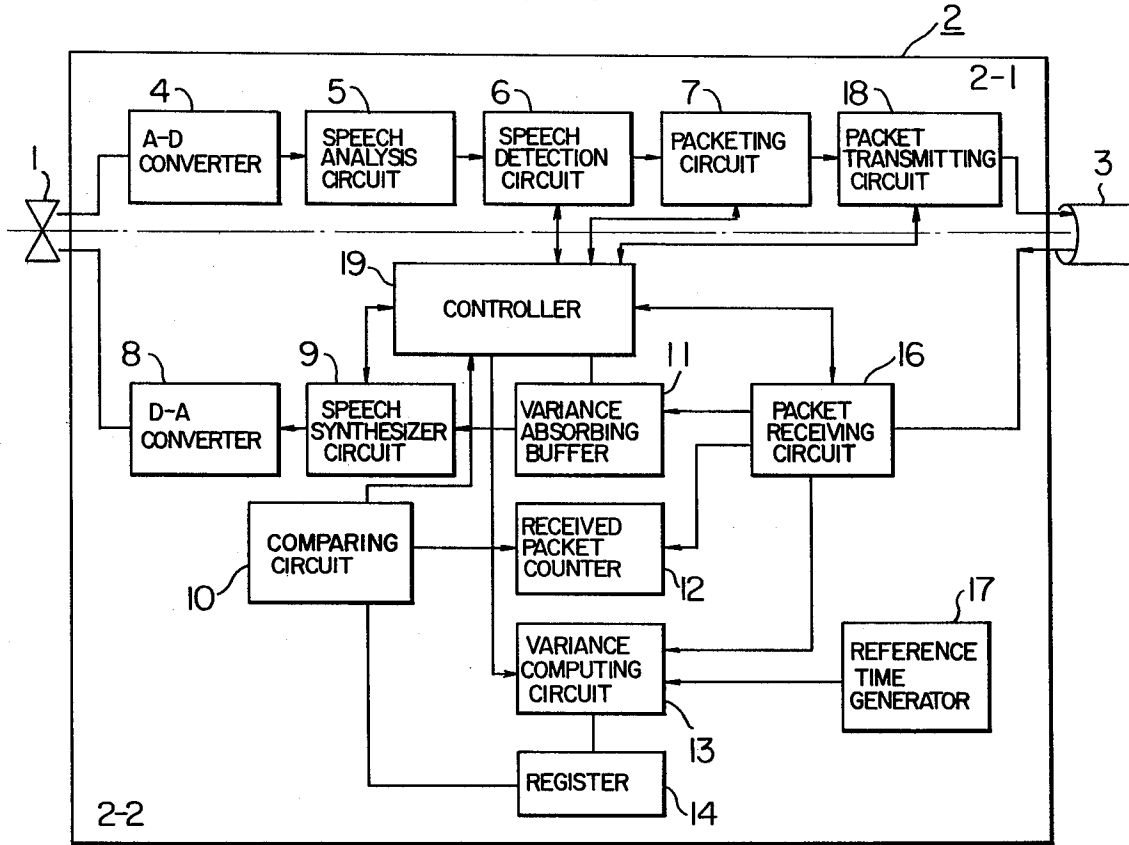 2
2-1
4
5
6
7
18
A-D
CONVERTER
SPEECH
ANALYSIS
CIRCUIT
SPEECH
DETECTION
CIRCUIT
PACKETING
CIRCUIT
PACKET
TRANSMITTING
CIRCUIT
1
3
19
CONTROLLER
8
9
11
16
D-A
CONVERTER
SPEECH
SYNTHESIZER
CIRCUIT
VARIANCE
ABSORBING
BUFFER
PACKET
RECEIVING
CIRCUIT
COMPARING
CIRCUIT
10
RECEIVED
PACKET
COUNTER
12
17
VARIANCE
COMPUTING
CIRCUIT
13
REFERENCE
TIME
GENERATOR
REGISTER
14
2-2